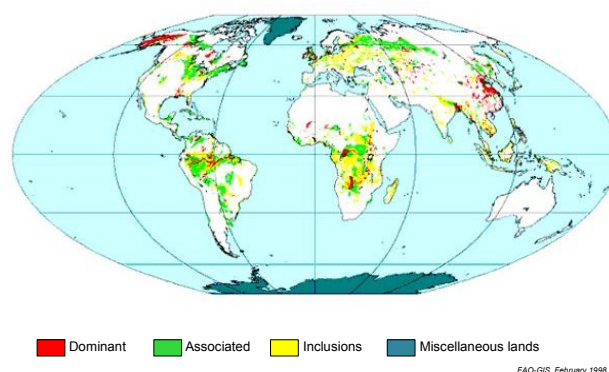 Dominant Associated Inclusions Miscellaneous lands
FAO-GIS, February 1998